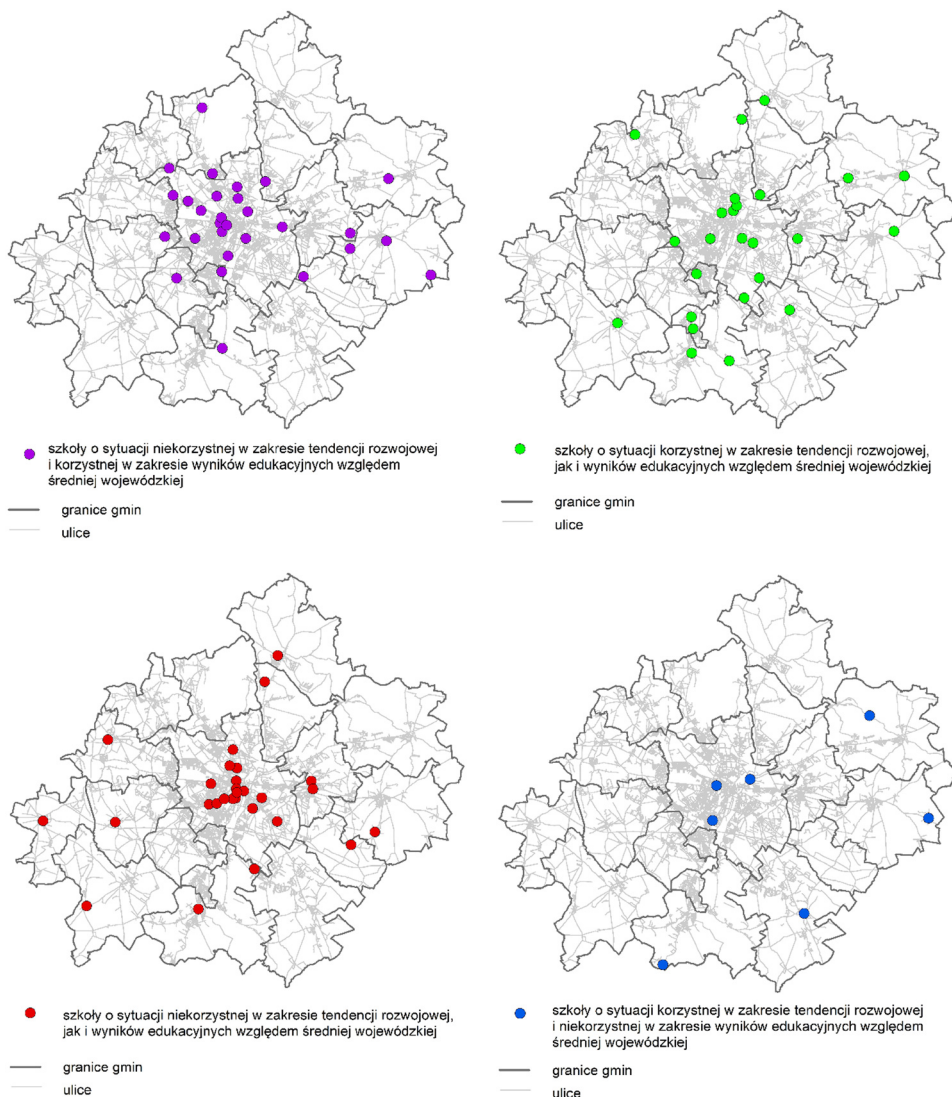 szkoły o sytuacji niekorzystnej w zakresie tendencji rozwojowej
i korzystnej w zakresie wyników edukacyjnych względem
średniej wojewódzkiej
granice gmin
ulice
szkoły o sytuacji korzystnej w zakresie tendencji rozwojowej,
jak i wyników edukacyjnych względem średniej wojewódzkiej
granice gmin
ulice
szkoły o sytuacji niekorzystnej w zakresie tendencji rozwojowej,
jak i wyników edukacyjnych względem średniej wojewódzkiej
granice gmin
ulice
szkoły o sytuacji korzystnej w zakresie tendencji rozwojowej
i niekorzystnej w zakresie wyników edukacyjnych względem
średniej wojewódzkiej
granice gmin
ulice